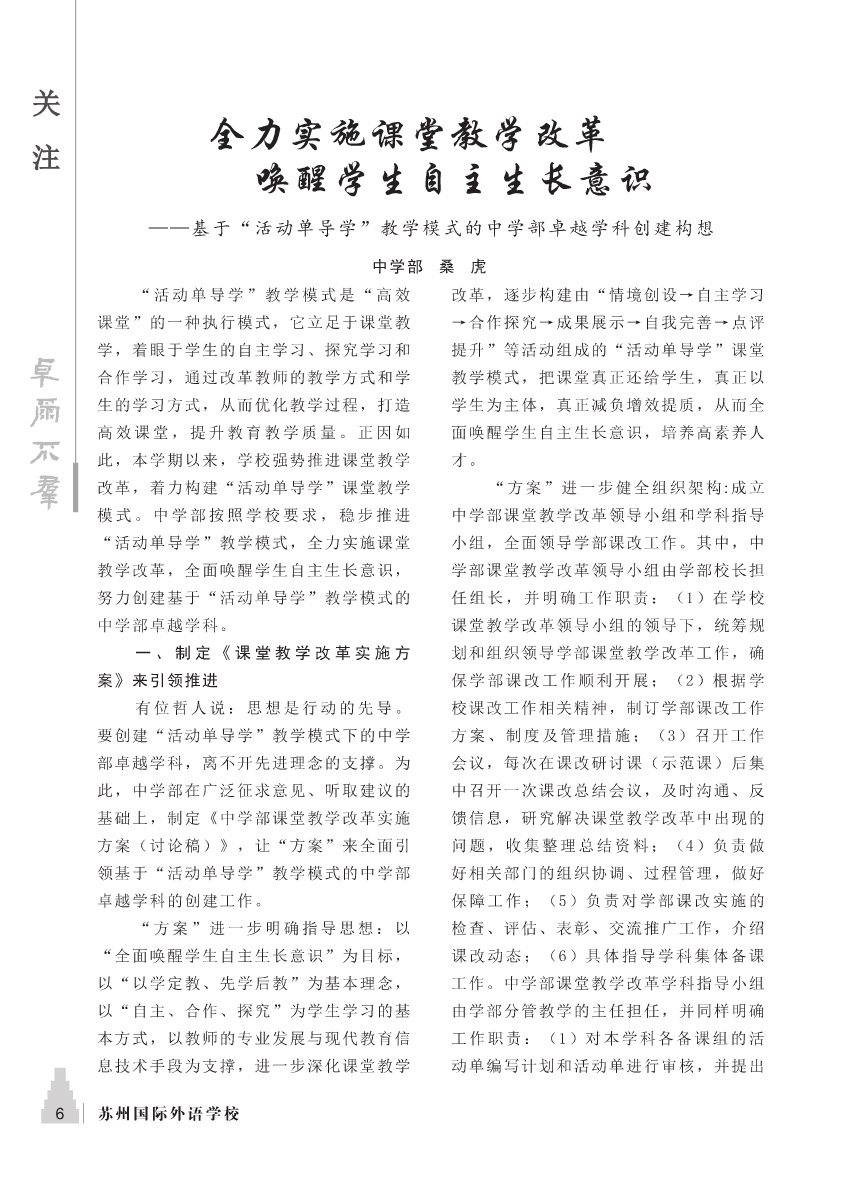 关
注
卓尔不群
全力实施课堂教学改革
唤醒学生自主生长意识
——基于“活动单导学”教学模式的中学部卓越学科创建构想
中学部 桑 虎
“活动单导学”教学模式是“高效
课堂”的一种执行模式，它立足于课堂教
学，着眼于学生的自主学习、探究学习和
合作学习，通过改革教师的教学方式和学
生的学习方式，从而优化教学过程，打造
高效课堂，提升教育教学质量。正因如
此，本学期以来，学校强势推进课堂教学
改革，着力构建“活动单导学”课堂教学
模式。中学部按照学校要求，稳步推进
“活动单导学”教学模式，全力实施课堂
教学改革，全面唤醒学生自主生长意识，
努力创建基于“活动单导学”教学模式的
中学部卓越学科。
一、制定《课堂教学改革实施方
案》来引领推进
有位哲人说：思想是行动的先导。
要创建“活动单导学”教学模式下的中学
部卓越学科，离不开先进理念的支撑。为
此，中学部在广泛征求意见、听取建议的
基础上，制定《中学部课堂教学改革实施
方案（讨论稿）》，让“方案”来全面引
领基于“活动单导学”教学模式的中学部
卓越学科的创建工作。
“方案”进一步明确指导思想：以
“全面唤醒学生自主生长意识”为目标，
以“以学定教、先学后教”为基本理念，
以“自主、合作、探究”为学生学习的基
本方式，以教师的专业发展与现代教育信
息技术手段为支撑，进一步深化课堂教学
改革，逐步构建由“情境创设→自主学习
→合作探究→成果展示→自我完善→点评
提升”等活动组成的“活动单导学”课堂
教学模式，把课堂真正还给学生，真正以
学生为主体，真正减负增效提质，从而全
面唤醒学生自主生长意识，培养高素养人
才。
“方案”进一步健全组织架构:成立
中学部课堂教学改革领导小组和学科指导
小组，全面领导学部课改工作。其中，中
学部课堂教学改革领导小组由学部校长担
任组长，并明确工作职责：（1）在学校
课堂教学改革领导小组的领导下，统筹规
划和组织领导学部课堂教学改革工作，确
保学部课改工作顺利开展；（2）根据学
校课改工作相关精神，制订学部课改工作
方案、制度及管理措施；（3）召开工作
会议，每次在课改研讨课（示范课）后集
中召开一次课改总结会议，及时沟通、反
馈信息，研究解决课堂教学改革中出现的
问题，收集整理总结资料；（4）负责做
好相关部门的组织协调、过程管理，做好
保障工作；（5）负责对学部课改实施的
检查、评估、表彰、交流推广工作，介绍
课改动态；（6）具体指导学科集体备课
工作。中学部课堂教学改革学科指导小组
由学部分管教学的主任担任，并同样明确
工作职责：（1）对本学科各备课组的活
动单编写计划和活动单进行审核，并提出
6
苏州国际外语学校